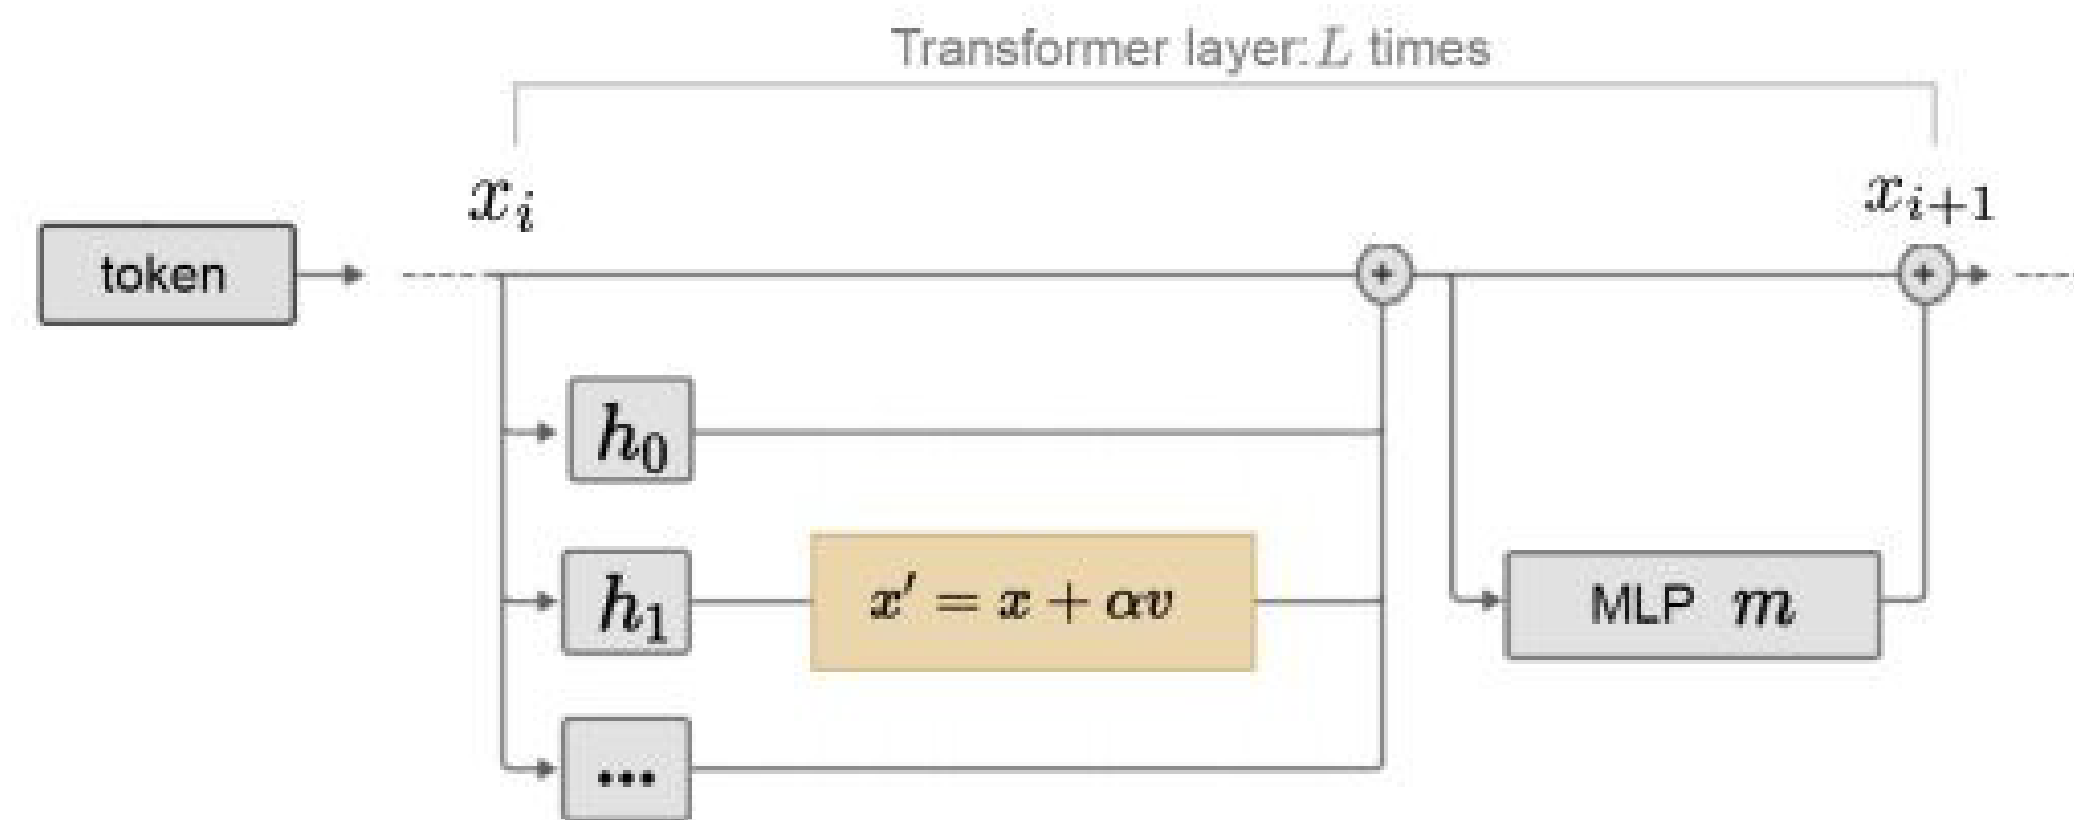 Transformer layer: L times
x_i
x_{i+1}
token
+
+
h_0
h_1
x' = x + αv
MLP m
...